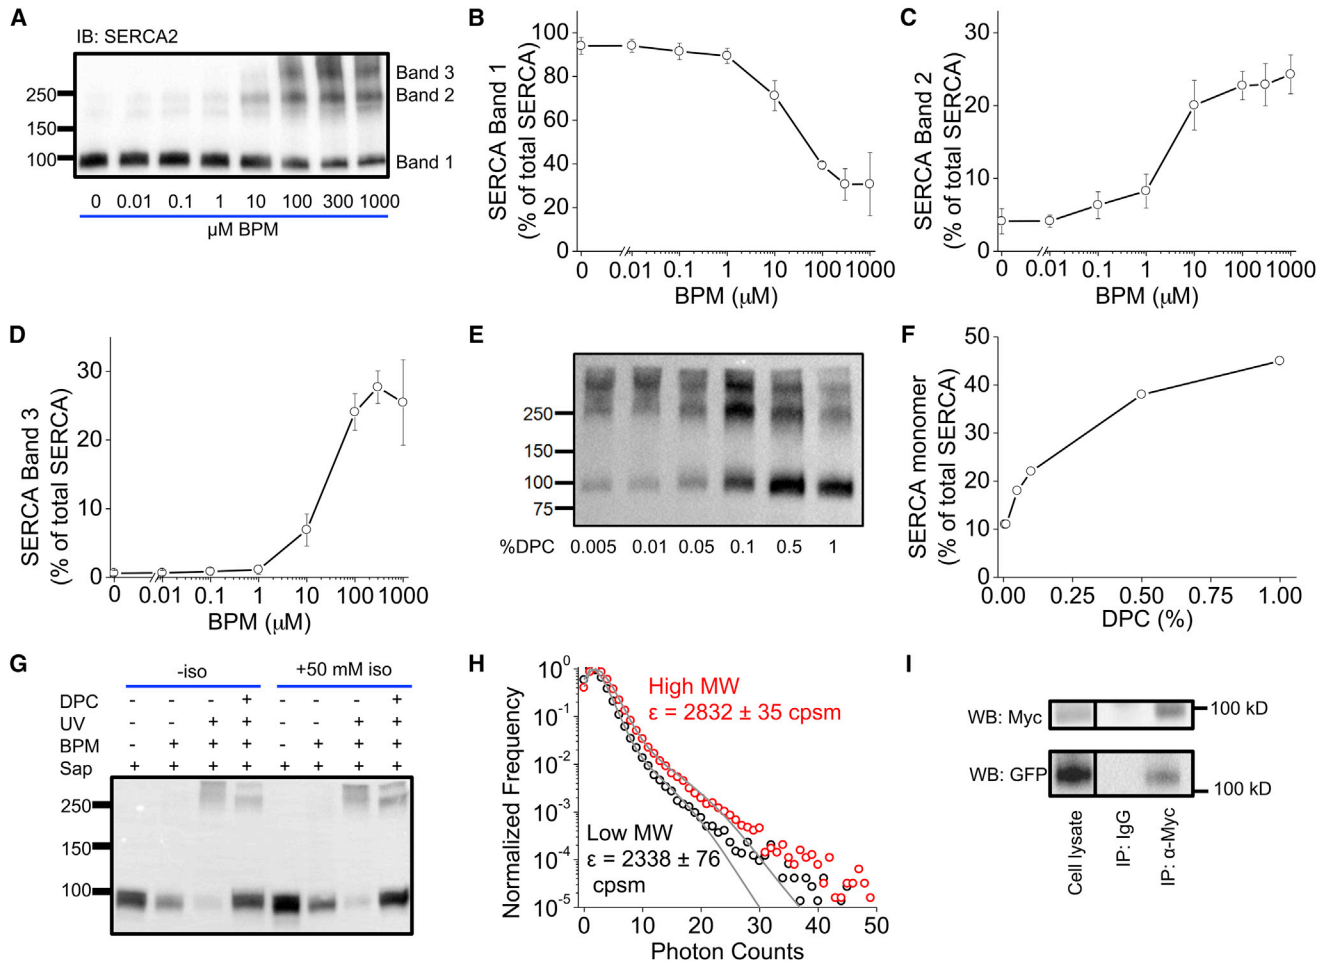 A
IB: SERCA2
250
150
100
Band 3
Band 2
Band 1
0 0.01 0.1 1 10 100 300 1000
µM BPM
B
SERCA Band 1
(% of total SERCA)
100
80
60
40
20
0
0 0.01 0.1 1 10 100 1000
BPM (µM)
C
SERCA Band 2
(% of total SERCA)
30
20
10
0
0 0.01 0.1 1 10 100 1000
BPM (µM)
D
SERCA Band 3
(% of total SERCA)
30
20
10
0
0 0.01 0.1 1 10 100 1000
BPM (µM)
E
250
150
100
75
%DPC 0.005 0.01 0.05 0.1 0.5 1
F
SERCA monomer
(% of total SERCA)
50
40
30
20
10
0
0.00 0.25 0.50 0.75 1.00
DPC (%)
G
-iso +50 mM iso
DPC - - - + - - - +
UV - - + + - - + +
BPM - + + + - + + +
Sap + + + + + + + +
250
150
100
H
Normalized Frequency
10^0
10^-1
10^-2
10^-3
10^-4
10^-5
High MW
ε = 2832 ± 35 cpsm
Low MW
ε = 2338 ± 76
cpsm
0 10 20 30 40 50
Photon Counts
I
WB: Myc
100 kD
WB: GFP
100 kD
Cell lysate
IP: IgG
IP: α-Myc